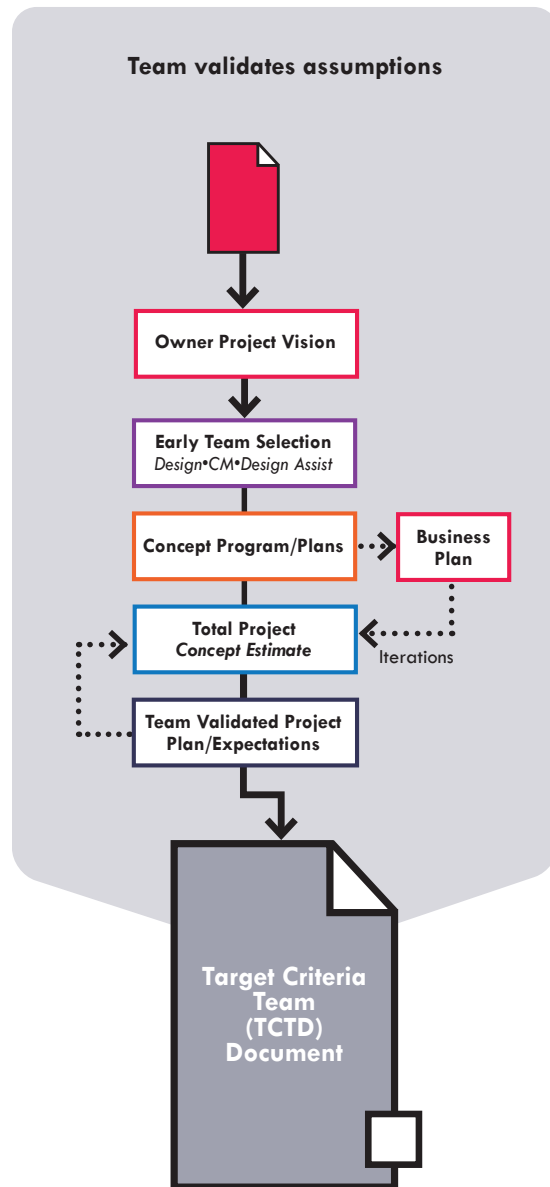 Team validates assumptions
Owner Project Vision
Early Team Selection
Design•CM•Design Assist
Concept Program/Plans
Business
Plan
Total Project
Concept Estimate
Iterations
Team Validated Project
Plan/Expectations
Target Criteria
Team
(TCTD)
Document